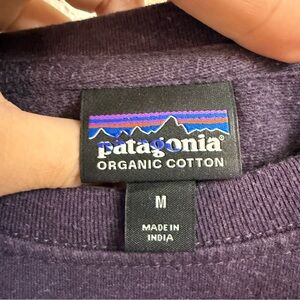 patagonia®
ORGANIC COTTON
M
MADE IN
INDIA